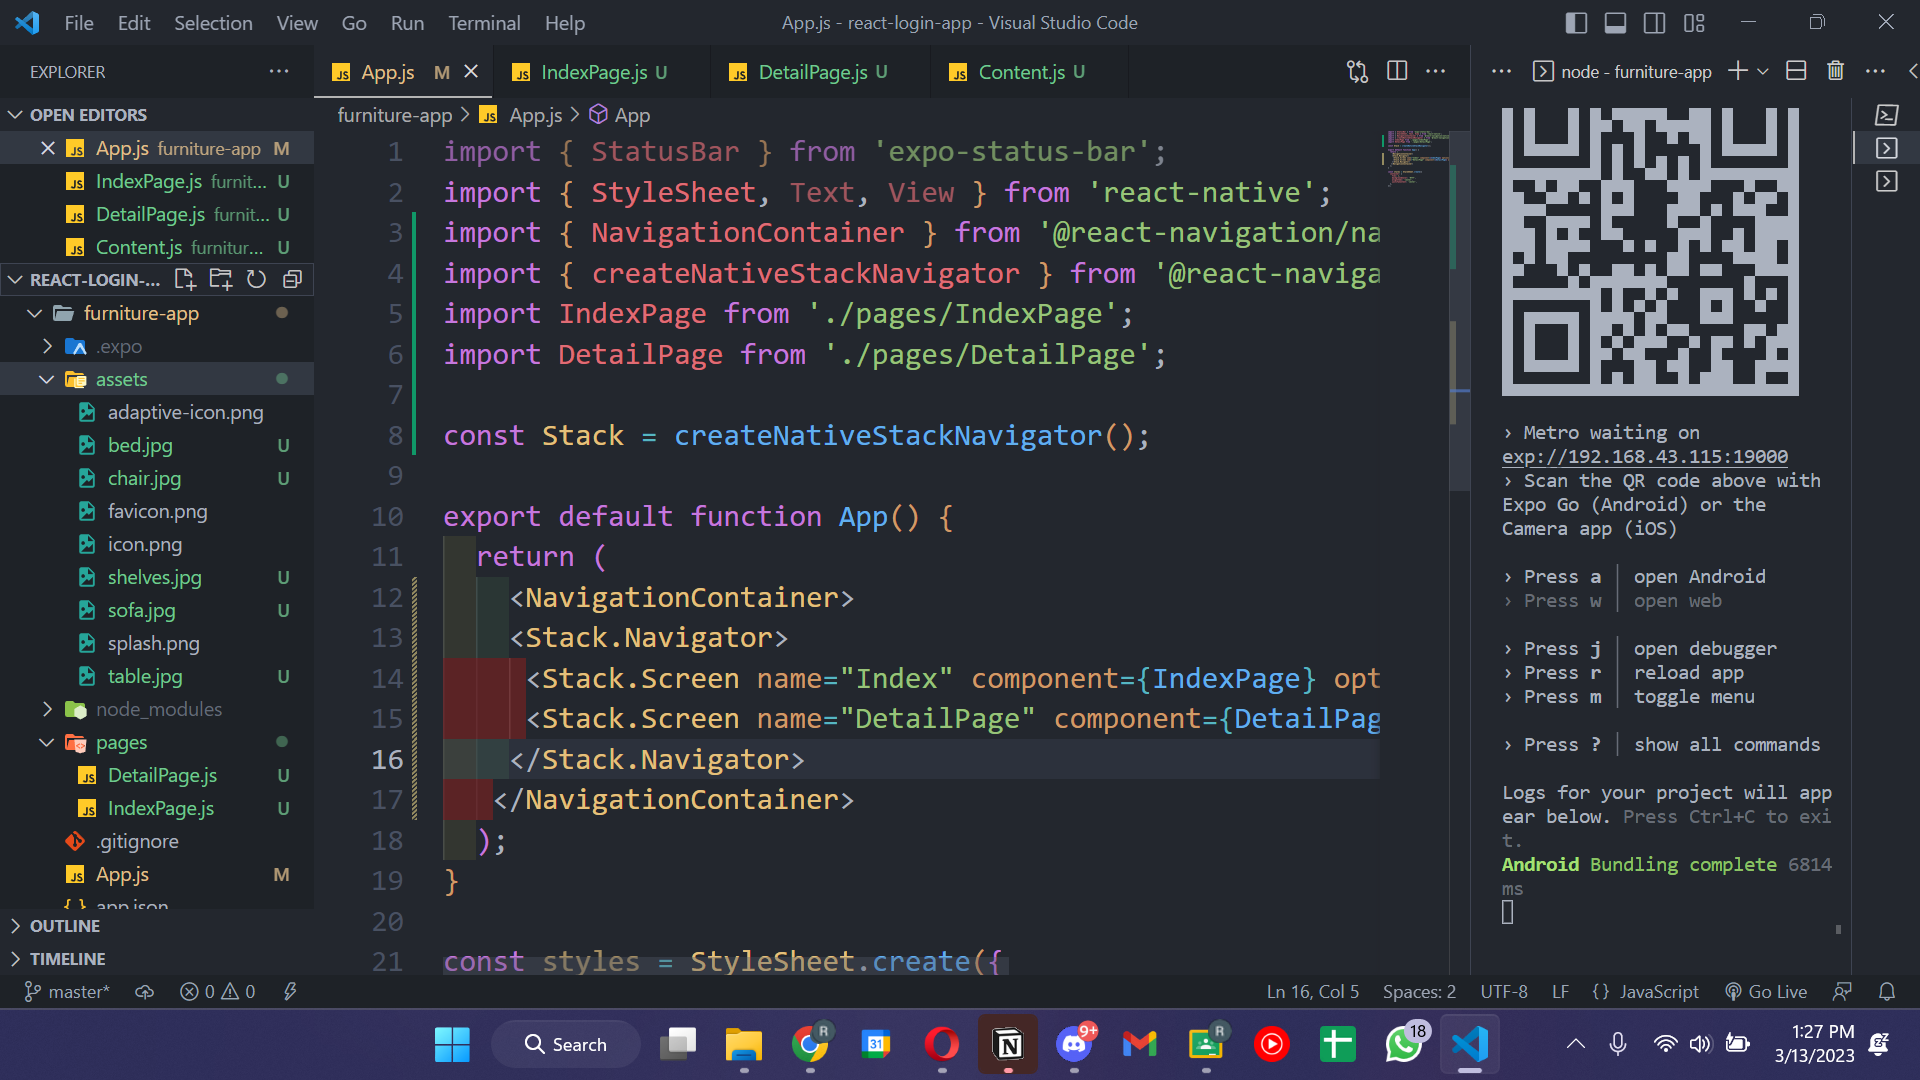 File Edit Selection View Go Run Terminal Help
App.js - react-login-app - Visual Studio Code
EXPLORER
OPEN EDITORS
App.js furniture-app M
IndexPage.js furnit... U
DetailPage.js furnit... U
Content.js furnitur... U
REACT-LOGIN-...
furniture-app
.expo
assets
adaptive-icon.png
bed.jpg U
chair.jpg U
favicon.png
icon.png
shelves.jpg U
sofa.jpg U
splash.png
table.jpg U
node_modules
pages
DetailPage.js U
IndexPage.js U
.gitignore
App.js M
app.json
OUTLINE
TIMELINE
App.js M
IndexPage.js U
DetailPage.js U
Content.js U
furniture-app > App.js > App
1 import { StatusBar } from 'expo-status-bar';
2 import { StyleSheet, Text, View } from 'react-native';
3 import { NavigationContainer } from '@react-navigation/na
4 import { createNativeStackNavigator } from '@react-naviga
5 import IndexPage from './pages/IndexPage';
6 import DetailPage from './pages/DetailPage';
7
8 const Stack = createNativeStackNavigator();
9
10 export default function App() {
11 return (
12 <NavigationContainer>
13 <Stack.Navigator>
14 <Stack.Screen name="Index" component={IndexPage} opt
15 <Stack.Screen name="DetailPage" component={DetailPag
16 </Stack.Navigator>
17 </NavigationContainer>
18 );
19 }
20
21 const styles = StyleSheet.create({
node - furniture-app
› Metro waiting on
exp://192.168.43.115:19000
› Scan the QR code above with
Expo Go (Android) or the
Camera app (iOS)
› Press a │ open Android
› Press w │ open web
› Press j │ open debugger
› Press r │ reload app
› Press m │ toggle menu
› Press ? │ show all commands
Logs for your project will app
ear below. Press Ctrl+C to exi
t.
Android Bundling complete 6814
ms
master* 0 0
Ln 16, Col 5 Spaces: 2 UTF-8 LF {} JavaScript Go Live
Search
R
31
9+
R
18
1:27 PM
3/13/2023